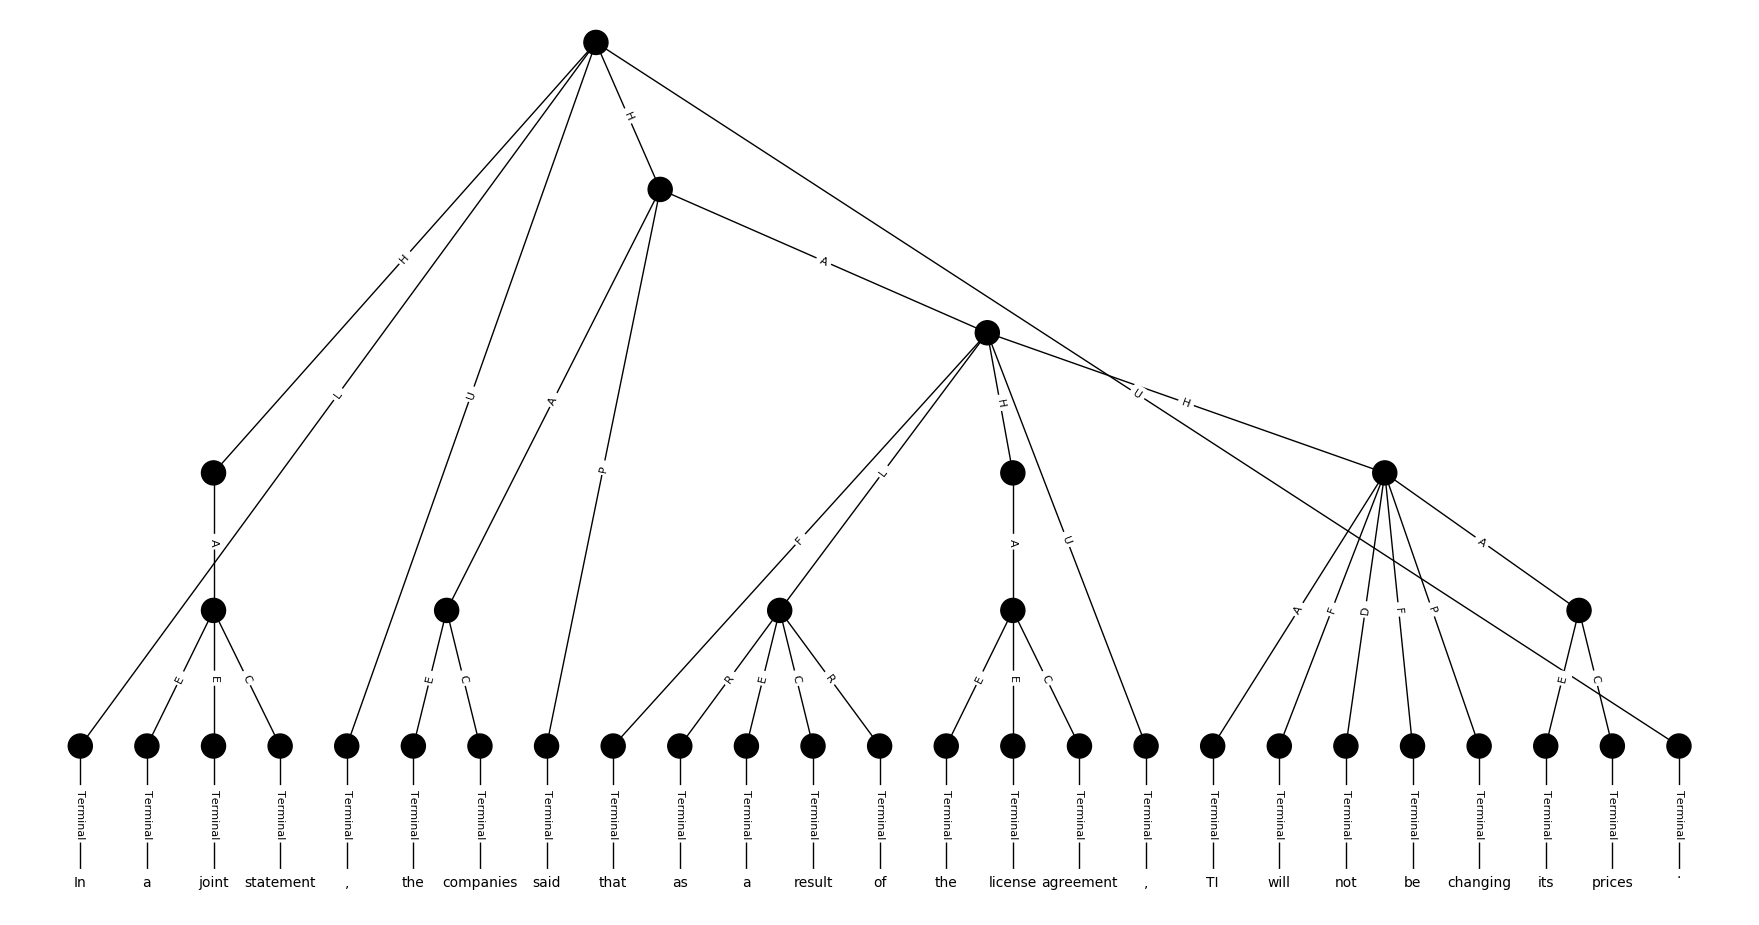 H
H
A
H
L
U
A
U
H
H
P
L
F
A
A
U
A
A
F
D
F
P
E
E
C
E
C
R
E
C
R
E
E
C
E
C
Terminal Terminal Terminal Terminal Terminal Terminal Terminal Terminal Terminal Terminal Terminal Terminal Terminal Terminal Terminal Terminal Terminal Terminal Terminal Terminal Terminal Terminal Terminal Terminal Terminal
In a joint statement , the companies said that as a result of the license agreement , TI will not be changing its prices .